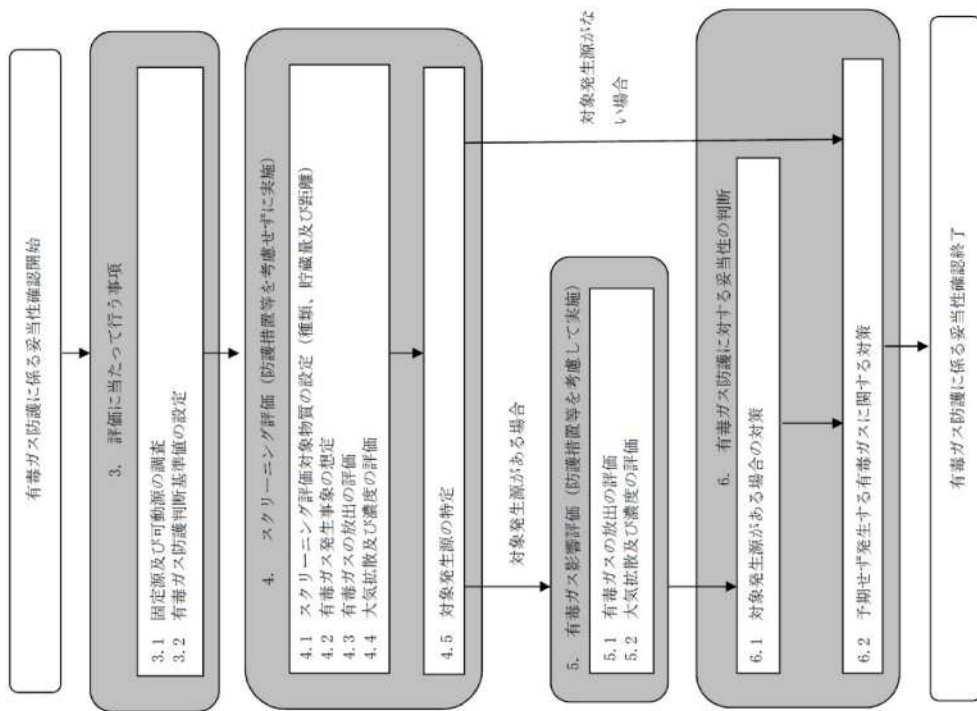 有毒ガス防護に係る妥当性確認開始
3. 評価に当たって行う事項
3.1 固定源及び可動源の調査
3.2 有毒ガス防護判断基準値の設定
4. スクリーニング評価（防護措置等を考慮せずに実施）
4.1 スクリーニング評価対象物質の設定（種類、貯蔵量及び距離）
4.2 有毒ガス発生事象の想定
4.3 有毒ガスの放出の評価
4.4 大気拡散及び濃度の評価
4.5 対象発生源の特定
対象発生源がある場合
対象発生源がな
い場合
5. 有毒ガス影響評価（防護措置等を考慮して実施）
5.1 有毒ガスの放出の評価
5.2 大気拡散及び濃度の評価
6. 有毒ガス防護に対する妥当性の判断
6.1 対象発生源がある場合の対策
6.2 予期せず発生する有毒ガスに関する対策
有毒ガス防護に係る妥当性確認終了